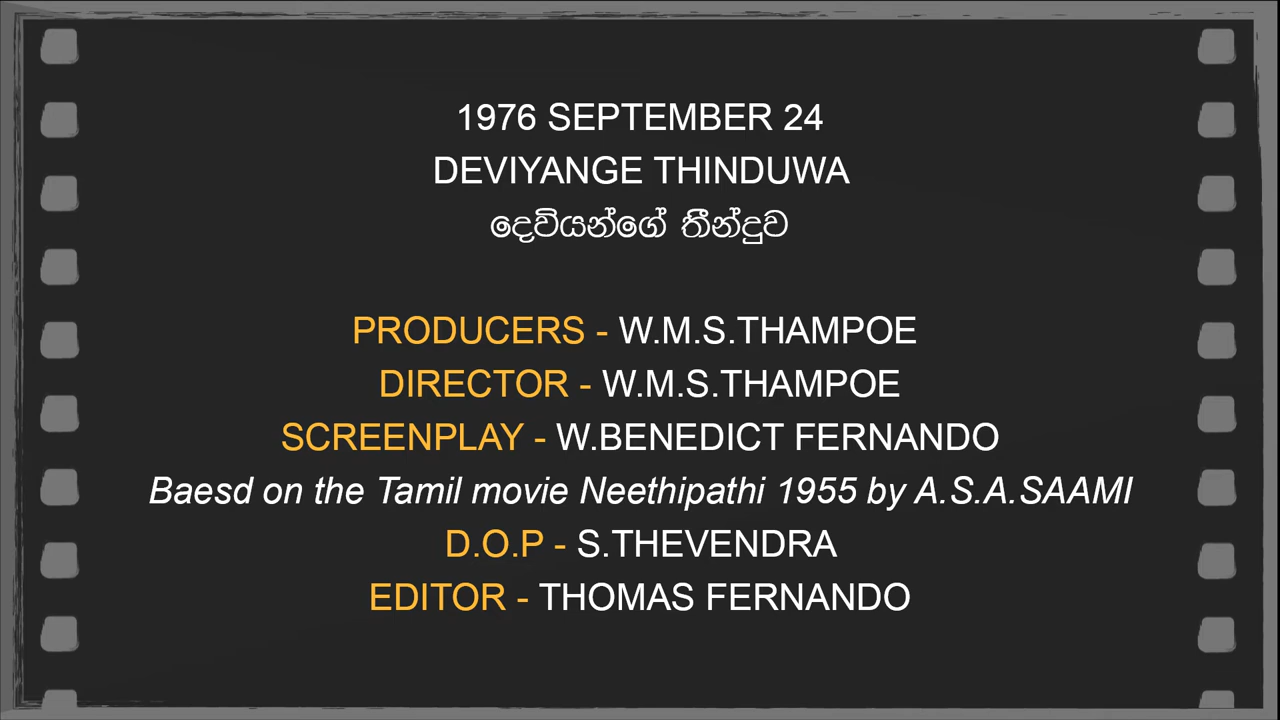 1976 SEPTEMBER 24
DEVIYANGE THINDUWA
දෙවියන්ගේ තීන්දුව
PRODUCERS - W.M.S.THAMPOE
DIRECTOR - W.M.S.THAMPOE
SCREENPLAY - W.BENEDICT FERNANDO
Baesd on the Tamil movie Neethipathi 1955 by A.S.A.SAAMI
D.O.P - S.THEVENDRA
EDITOR - THOMAS FERNANDO